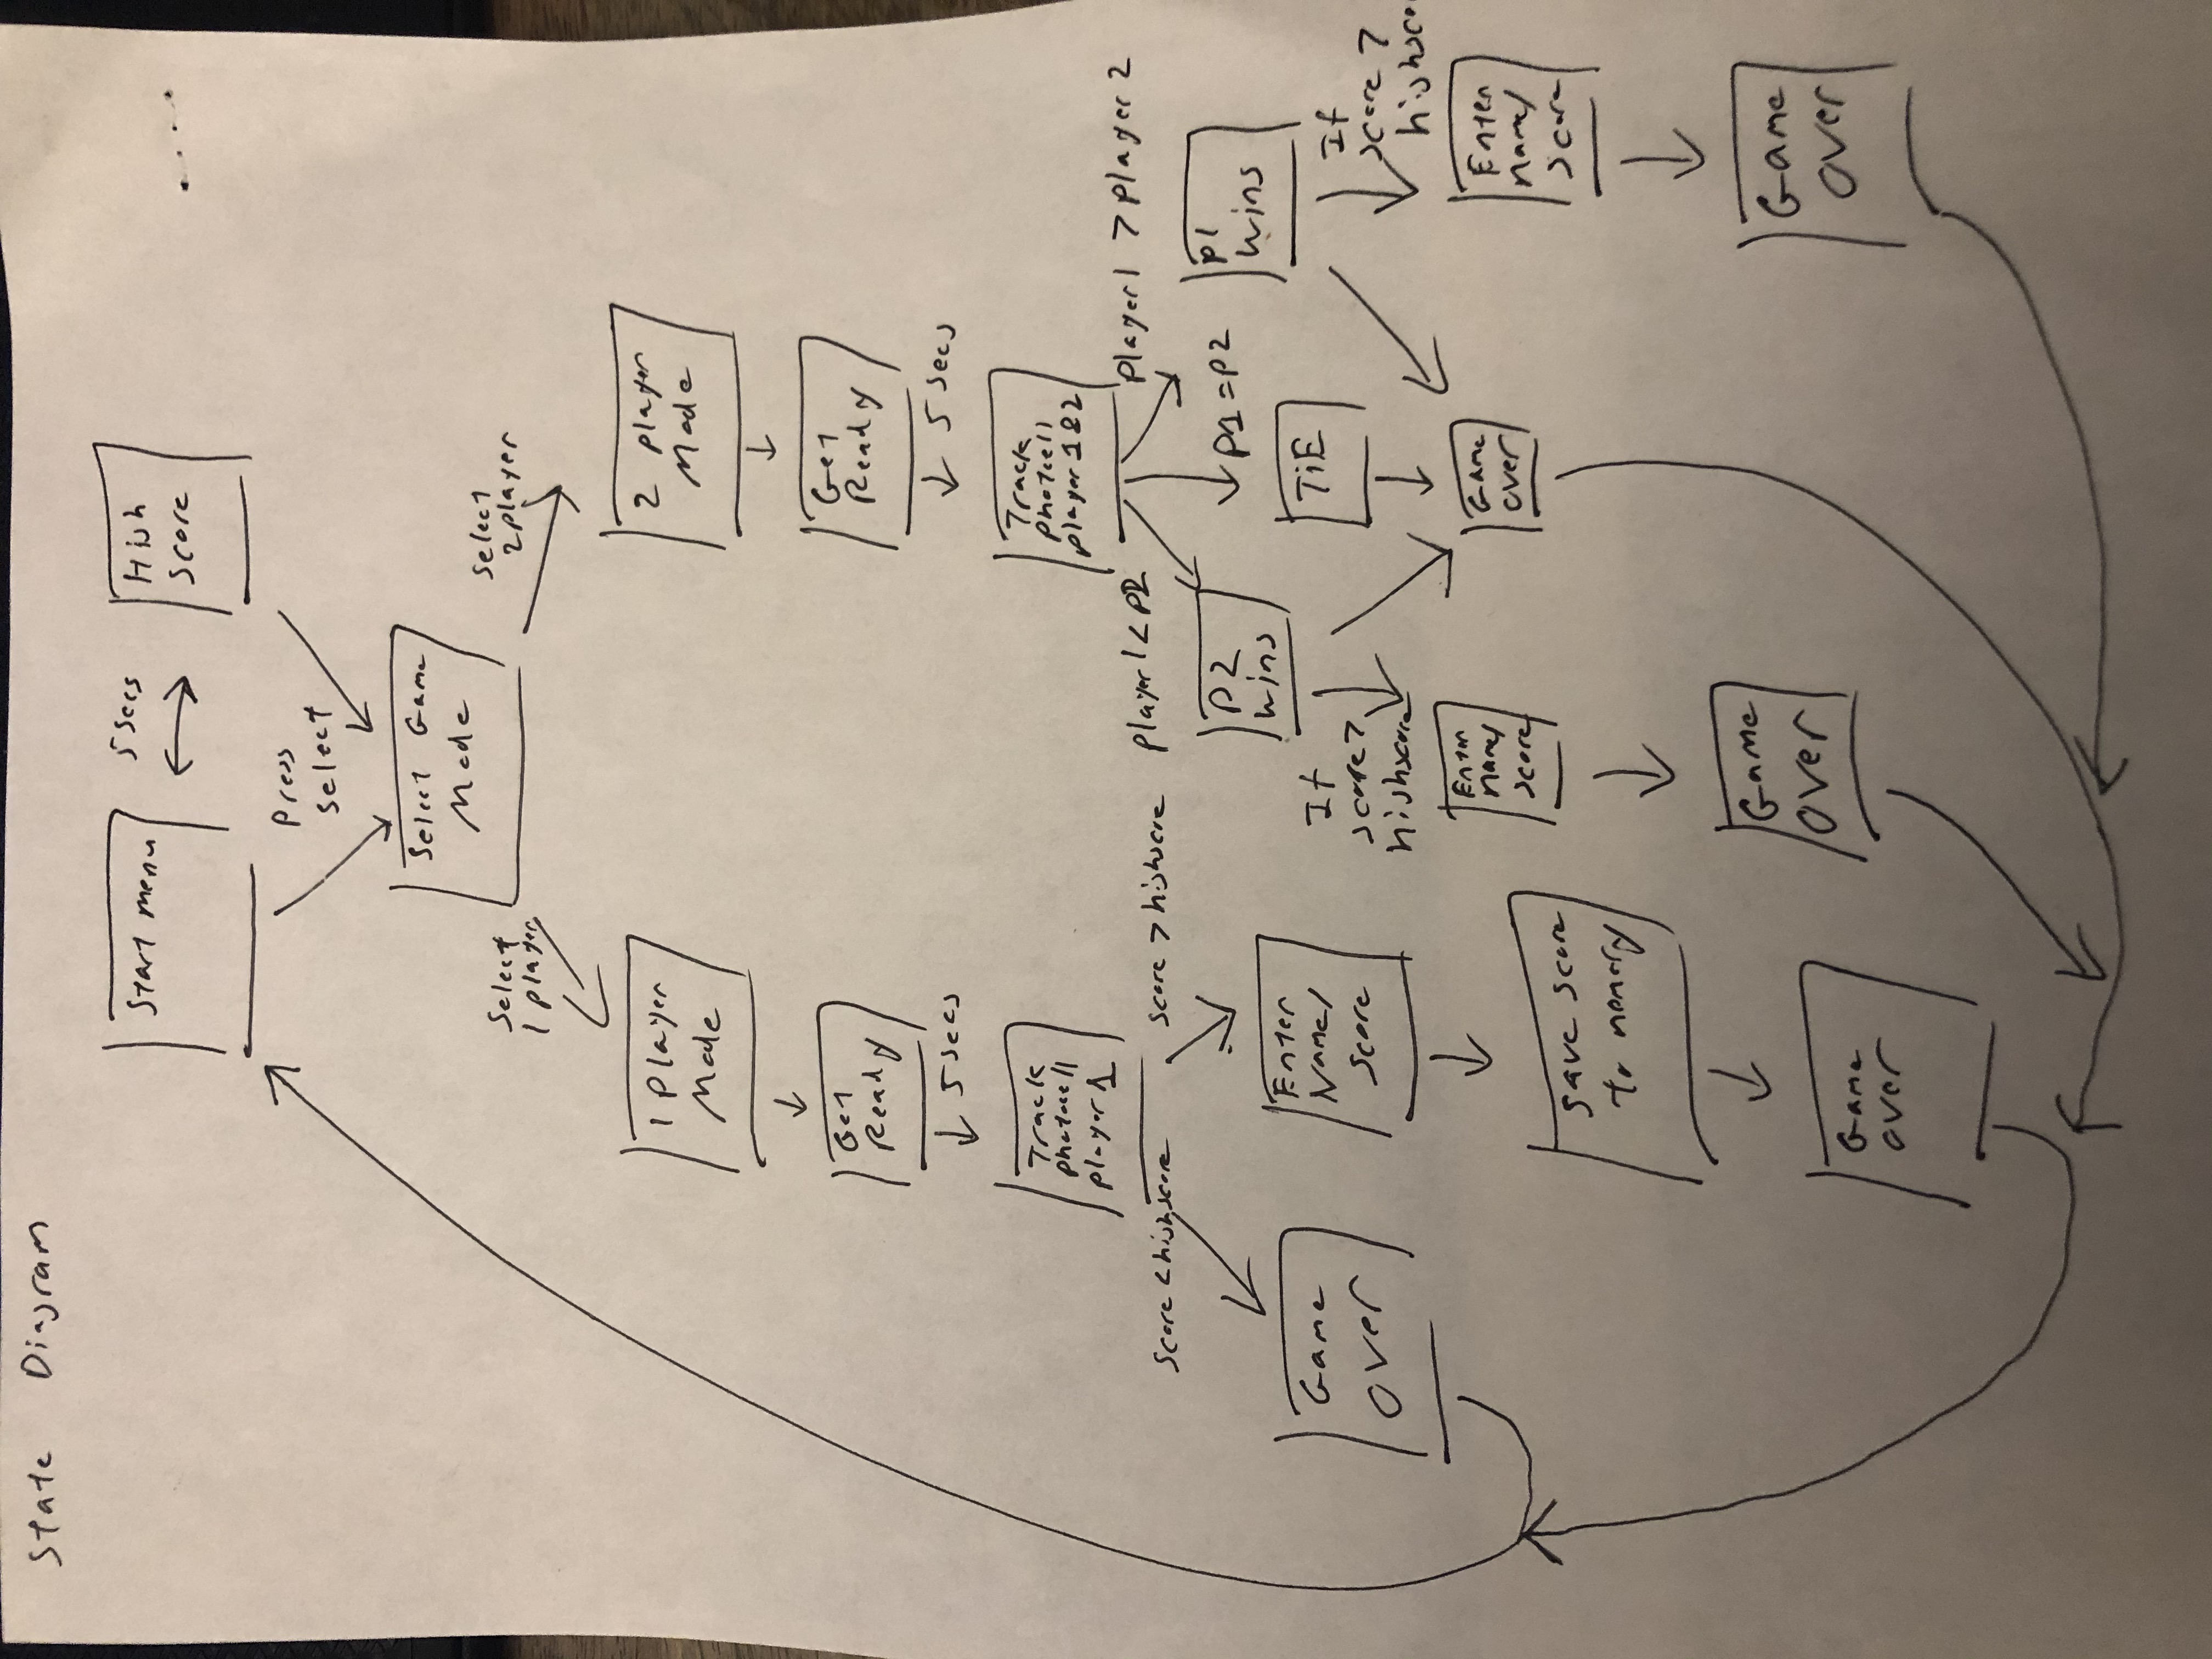 State Diagram
Start menu
5 secs
High
Score
Press
Select
Select Game
Mode
Select
1 player
Select
2 player
1 Player
Mode
2 player
Mode
Get
Ready
Get
Ready
5 secs
5 secs
Track
photocell
player 1
Track
photcell
player 1 & 2
Score < highscore
Score > highscore
player 1 < P2
player 1 > player 2
P1 = P2
P2
wins
P1
wins
Game
over
Enter
Name/
Score
TiE
If
score >
highscore
If
score >
highsco
Enter
name/
score
Game
over
Enter
name/
score
Save score
to memory
Game
over
Game
over
Game
over